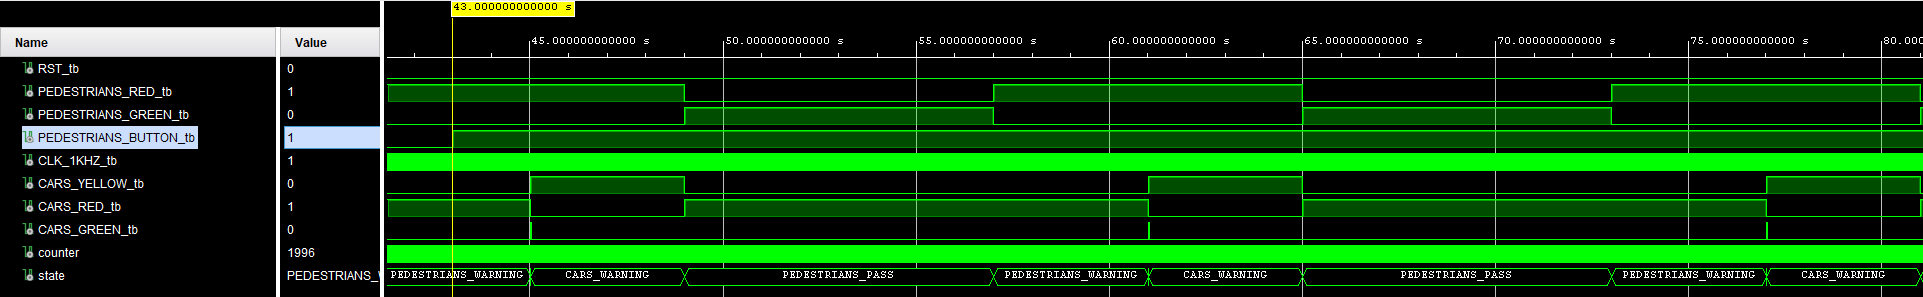 43.000000000000 s
Name Value
45.000000000000 s 50.000000000000 s 55.000000000000 s 60.000000000000 s 65.000000000000 s 70.000000000000 s 75.000000000000 s 80.000
RST_tb 0
PEDESTRIANS_RED_tb 1
PEDESTRIANS_GREEN_tb 0
PEDESTRIANS_BUTTON_tb 1
CLK_1KHZ_tb 1
CARS_YELLOW_tb 0
CARS_RED_tb 1
CARS_GREEN_tb 0
counter 1996
state PEDESTRIANS_ PEDESTRIANS_WARNING CARS_WARNING PEDESTRIANS_PASS PEDESTRIANS_WARNING CARS_WARNING PEDESTRIANS_PASS PEDESTRIANS_WARNING CARS_WARNING